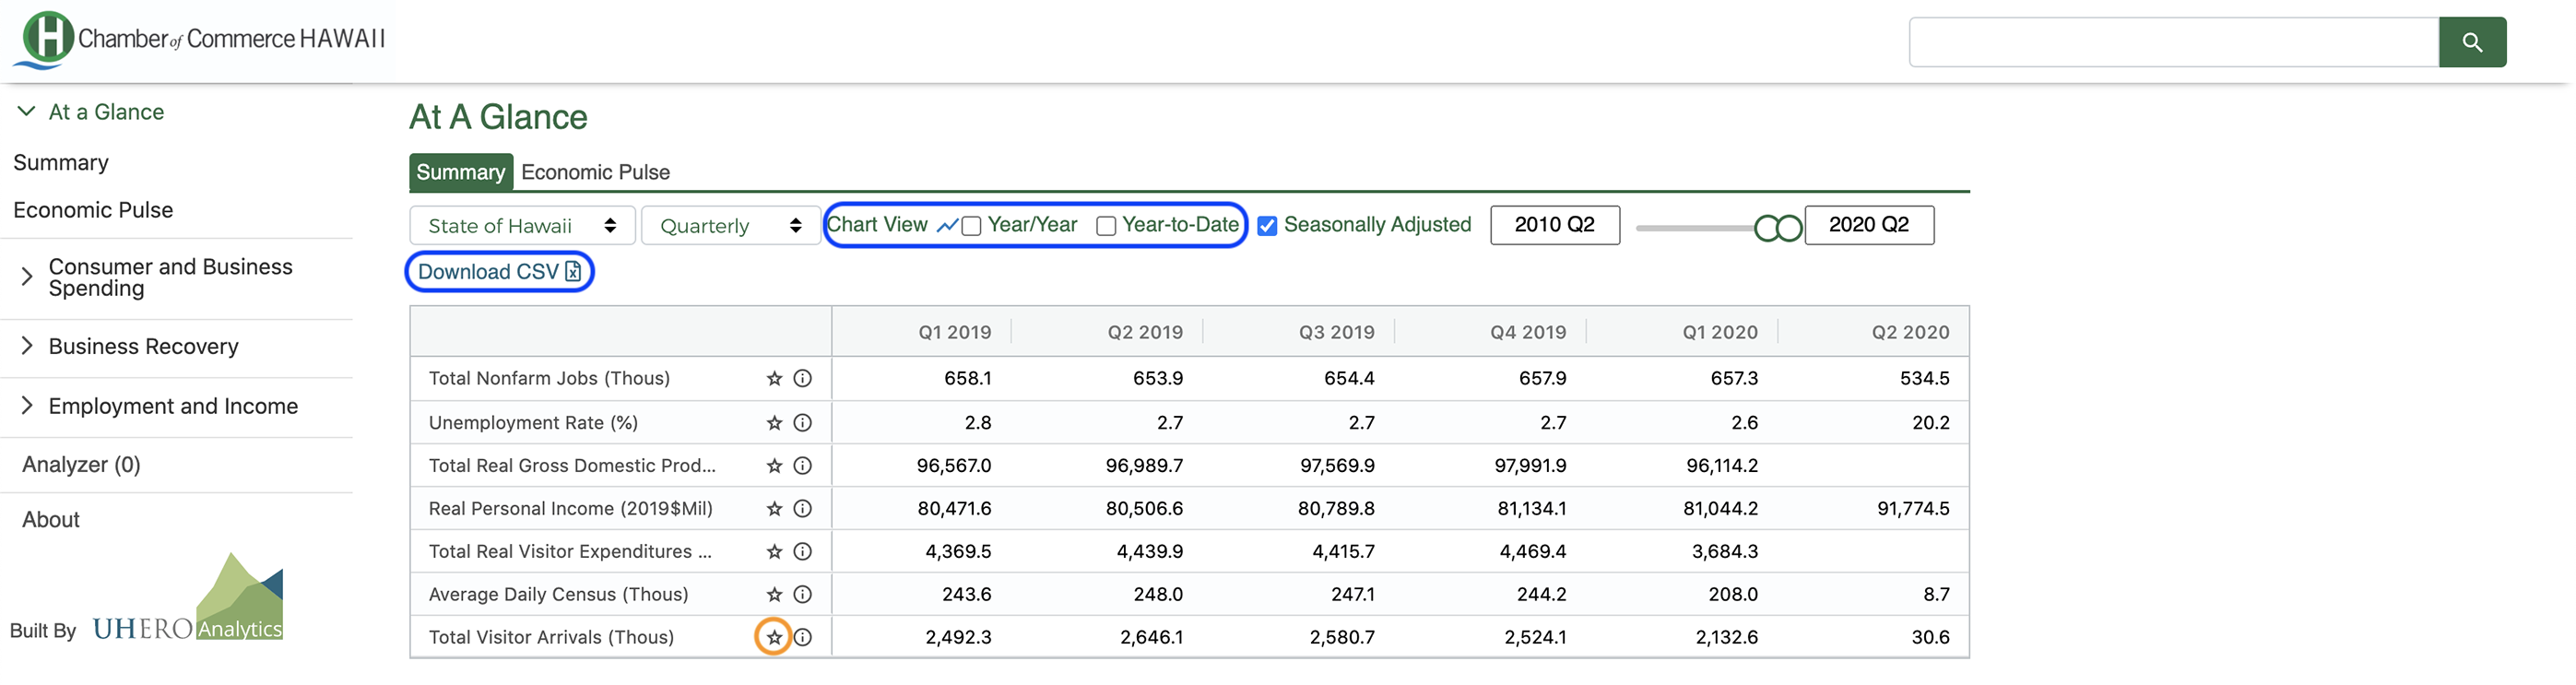 H Chamber of Commerce HAWAII
At a Glance
Summary
Economic Pulse
Consumer and Business
Spending
Business Recovery
Employment and Income
Analyzer (0)
About
Built By UHERO Analytics
At A Glance
Summary Economic Pulse
State of Hawaii Quarterly Chart View Year/Year Year-to-Date Seasonally Adjusted 2010 Q2 2020 Q2
Download CSV
Q1 2019 Q2 2019 Q3 2019 Q4 2019 Q1 2020 Q2 2020
Total Nonfarm Jobs (Thous) 658.1 653.9 654.4 657.9 657.3 534.5
Unemployment Rate (%) 2.8 2.7 2.7 2.7 2.6 20.2
Total Real Gross Domestic Prod... 96,567.0 96,989.7 97,569.9 97,991.9 96,114.2
Real Personal Income (2019$Mil) 80,471.6 80,506.6 80,789.8 81,134.1 81,044.2 91,774.5
Total Real Visitor Expenditures ... 4,369.5 4,439.9 4,415.7 4,469.4 3,684.3
Average Daily Census (Thous) 243.6 248.0 247.1 244.2 208.0 8.7
Total Visitor Arrivals (Thous) 2,492.3 2,646.1 2,580.7 2,524.1 2,132.6 30.6